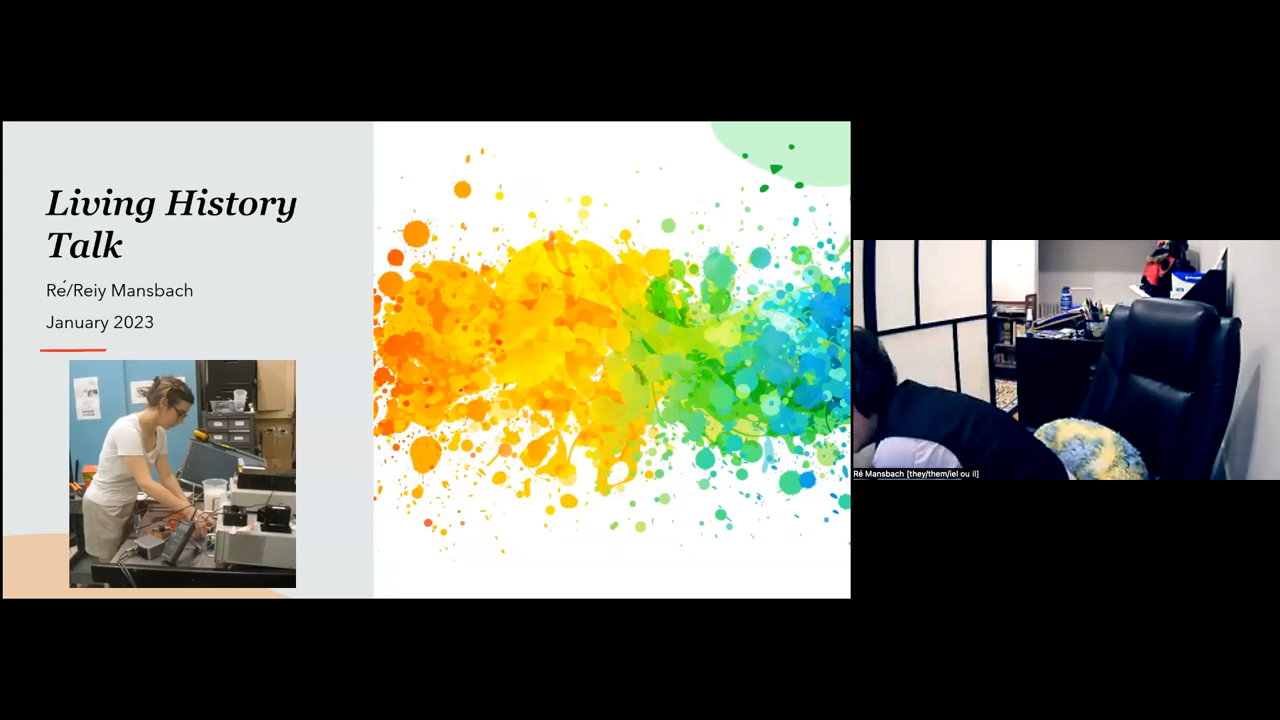 Living History
Talk
Ré/Reiy Mansbach
January 2023
Ré Mansbach [they/them/iel ou il]